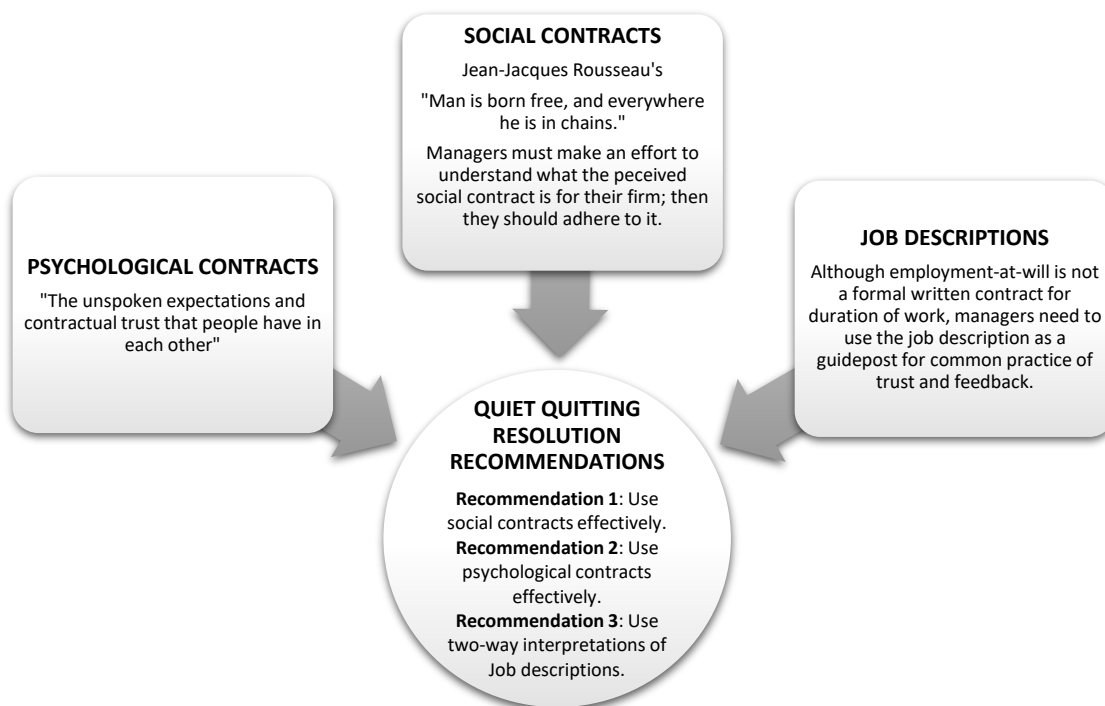 SOCIAL CONTRACTS
Jean-Jacques Rousseau's
"Man is born free, and everywhere
he is in chains."
Managers must make an effort to
understand what the peceived
social contract is for their firm; then
they should adhere to it.
PSYCHOLOGICAL CONTRACTS
"The unspoken expectations and
contractual trust that people have in
each other"
JOB DESCRIPTIONS
Although employment-at-will is not
a formal written contract for
duration of work, managers need to
use the job description as a
guidepost for common practice of
trust and feedback.
QUIET QUITTING
RESOLUTION
RECOMMENDATIONS
Recommendation 1: Use
social contracts effectively.
Recommendation 2: Use
psychological contracts
effectively.
Recommendation 3: Use
two-way interpretations of
Job descriptions.